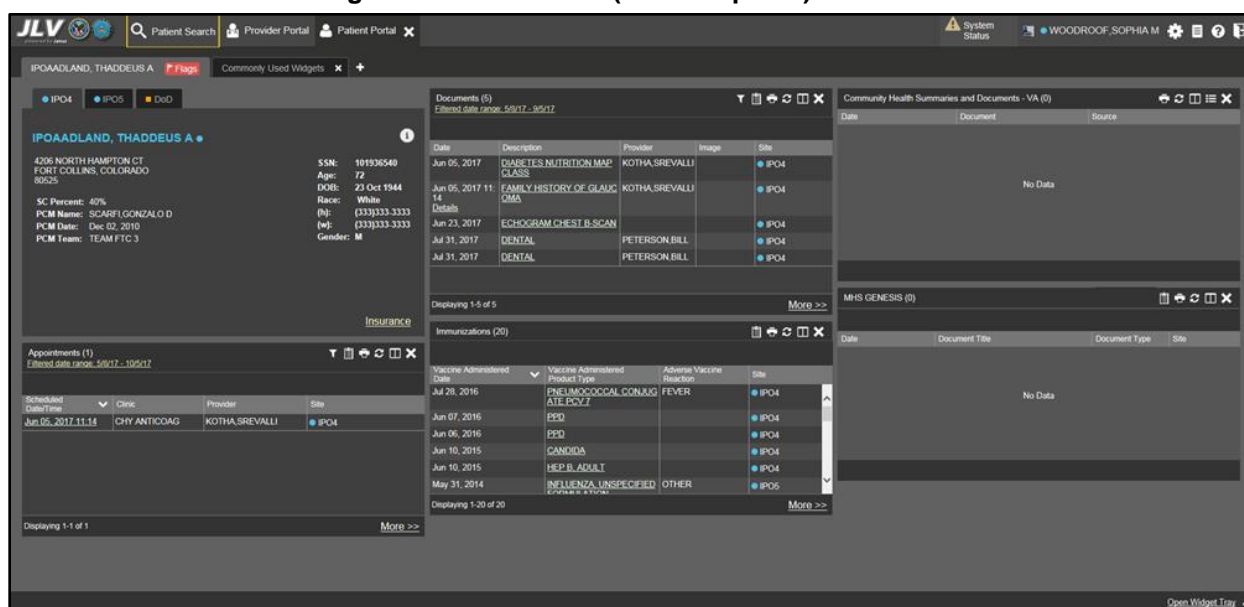 JLV
Patient Search
Provider Portal
Patient Portal
System Status
WOODROOF,SOPHIA M
IPOAADLAND, THADDEUS A
Flags
Commonly Used Widgets
IPO4
IPO5
DoD
IPOAADLAND, THADDEUS A
4206 NORTH HAMPTON CT
FORT COLLINS, COLORADO
80525
SC Percent: 40%
PCM Name: SCARFI,GONZALO D
PCM Date: Dec 02, 2010
PCM Team: TEAM FTC 3
SSN: 101936540
Age: 72
DOB: 23 Oct 1944
Race: White
(h): (333)333-3333
(w): (333)333-3333
Gender: M
Insurance
Appointments (1)
Filtered date range: 5/8/17 - 10/5/17
Scheduled Date/Time Clinic Provider Site
Jun 05, 2017 11:14 CHY ANTICOAG KOTHA,SREVALLI IPO4
Displaying 1-1 of 1
More >>
Documents (5)
Filtered date range: 5/9/17 - 9/5/17
Date Description Provider Image Site
Jun 05, 2017 DIABETES NUTRITION MAP KOTHA,SREVALLI IPO4
CLASS
Jun 05, 2017 11: FAMILY HISTORY OF GLAUC KOTHA,SREVALLI IPO4
14 OMA
Details
Jun 23, 2017 ECHOGRAM CHEST B-SCAN IPO4
Jul 31, 2017 DENTAL PETERSON,BILL IPO4
Jul 31, 2017 DENTAL PETERSON,BILL IPO4
Displaying 1-5 of 5
More >>
Immunizations (20)
Vaccine Administered Date Vaccine Administered Product Type Adverse Vaccine Reaction Site
Jul 28, 2016 PNEUMOCOCCAL CONJUG FEVER IPO4
ATE PCV 7
Jun 07, 2016 PPD IPO4
Jun 06, 2016 PPD IPO4
Jun 10, 2015 CANDIDA IPO4
Jun 10, 2015 HEP B, ADULT IPO4
May 31, 2014 INFLUENZA, UNSPECIFIED OTHER IPO5
FORMULATION
Displaying 1-20 of 20
More >>
Community Health Summaries and Documents - VA (0)
Date Document Source
No Data
MHS GENESIS (0)
Date Document Title Document Type Site
No Data
Open Widget Tray